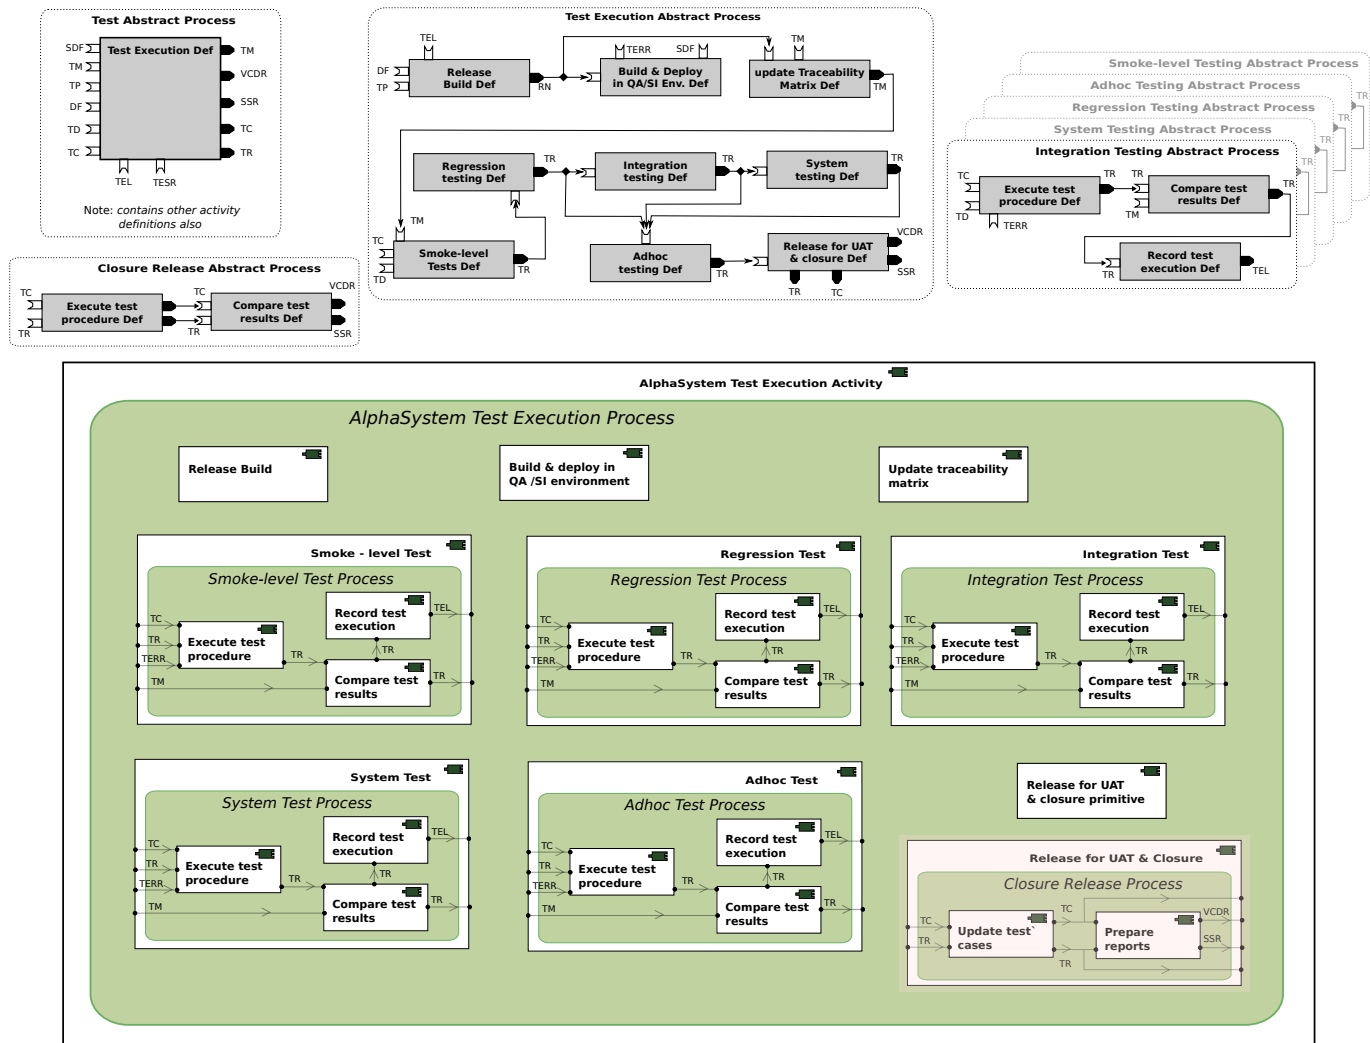 Test Abstract Process
Test Execution Def
SDF
TM
TP
DF
TD
TC
TM
VCDR
SSR
TC
TR
TEL
TESR
Note: contains other activity
definitions also
Closure Release Abstract Process
TC
TR
Execute test
procedure Def
TC
TR
Compare test
results Def
VCDR
SSR
Test Execution Abstract Process
TEL
DF
TP
Release
Build Def
RN
TERR
SDF
Build & Deploy
in QA/SI Env. Def
TM
update Traceability
Matrix Def
TM
Regression
testing Def
TR
Integration
testing Def
TR
System
testing Def
TR
TM
TC
TD
Smoke-level
Tests Def
TR
Adhoc
testing Def
TR
Release for UAT
& closure Def
VCDR
SSR
TR
TC
Smoke-level Testing Abstract Process
TR
Adhoc Testing Abstract Process
TR
Regression Testing Abstract Process
TR
System Testing Abstract Process
TR
Integration Testing Abstract Process
TC
TD
TERR
Execute test
procedure Def
TR
TR
TM
Compare test
results Def
TR
TR
Record test
execution Def
TEL
AlphaSystem Test Execution Activity
AlphaSystem Test Execution Process
Release Build
Build & deploy in
QA /SI environment
Update traceability
matrix
Smoke - level Test
Smoke-level Test Process
TC
TR
TERR
TM
Execute test
procedure
TR
Record test
execution
TEL
TR
Compare test
results
TR
Regression Test
Regression Test Process
TC
TR
TERR
TM
Execute test
procedure
TR
Record test
execution
TEL
TR
Compare test
results
TR
Integration Test
Integration Test Process
TC
TR
TERR
TM
Execute test
procedure
TR
Record test
execution
TEL
TR
Compare test
results
TR
System Test
System Test Process
TC
TR
TERR
TM
Execute test
procedure
TR
Record test
execution
TEL
TR
Compare test
results
TR
Adhoc Test
Adhoc Test Process
TC
TR
TERR
TM
Execute test
procedure
TR
Record test
execution
TEL
TR
Compare test
results
TR
Release for UAT
& closure primitive
Release for UAT & Closure
Closure Release Process
TC
TR
Update test`
cases
TC
TR
Prepare
reports
VCDR
SSR